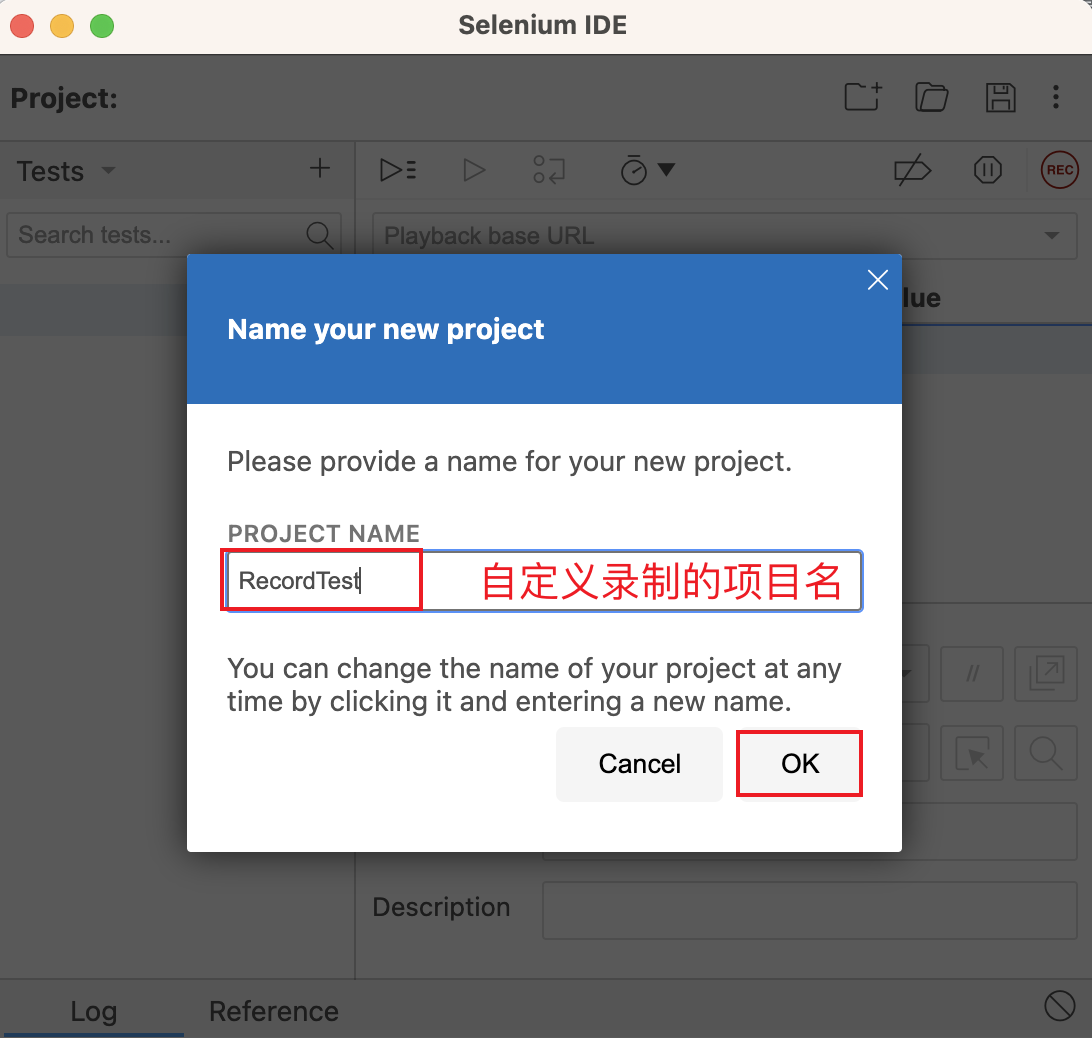 Selenium IDE
Project:
Tests
REC
Search tests...
Playback base URL
lue
Name your new project
Please provide a name for your new project.
PROJECT NAME
RecordTest
自定义录制的项目名
You can change the name of your project at any
time by clicking it and entering a new name.
//
Cancel
OK
Description
Log
Reference